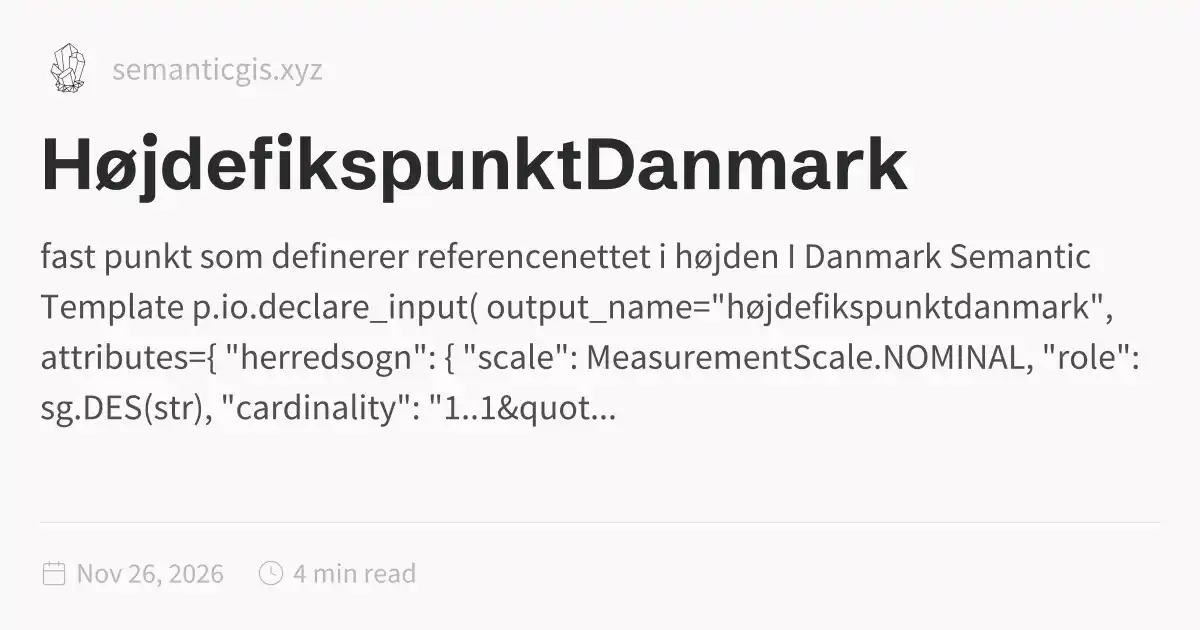 semanticgis.xyz
HøjdefikspunktDanmark
fast punkt som definerer referencenettet i højden I Danmark Semantic
Template p.io.declare_input( output_name="højdefikspunktdanmark",
attributes={ "herredsogn": { "scale": MeasurementScale.NOMINAL, "role":
sg.DES(str), "cardinality": "1..1&quot...
Nov 26, 2026 4 min read